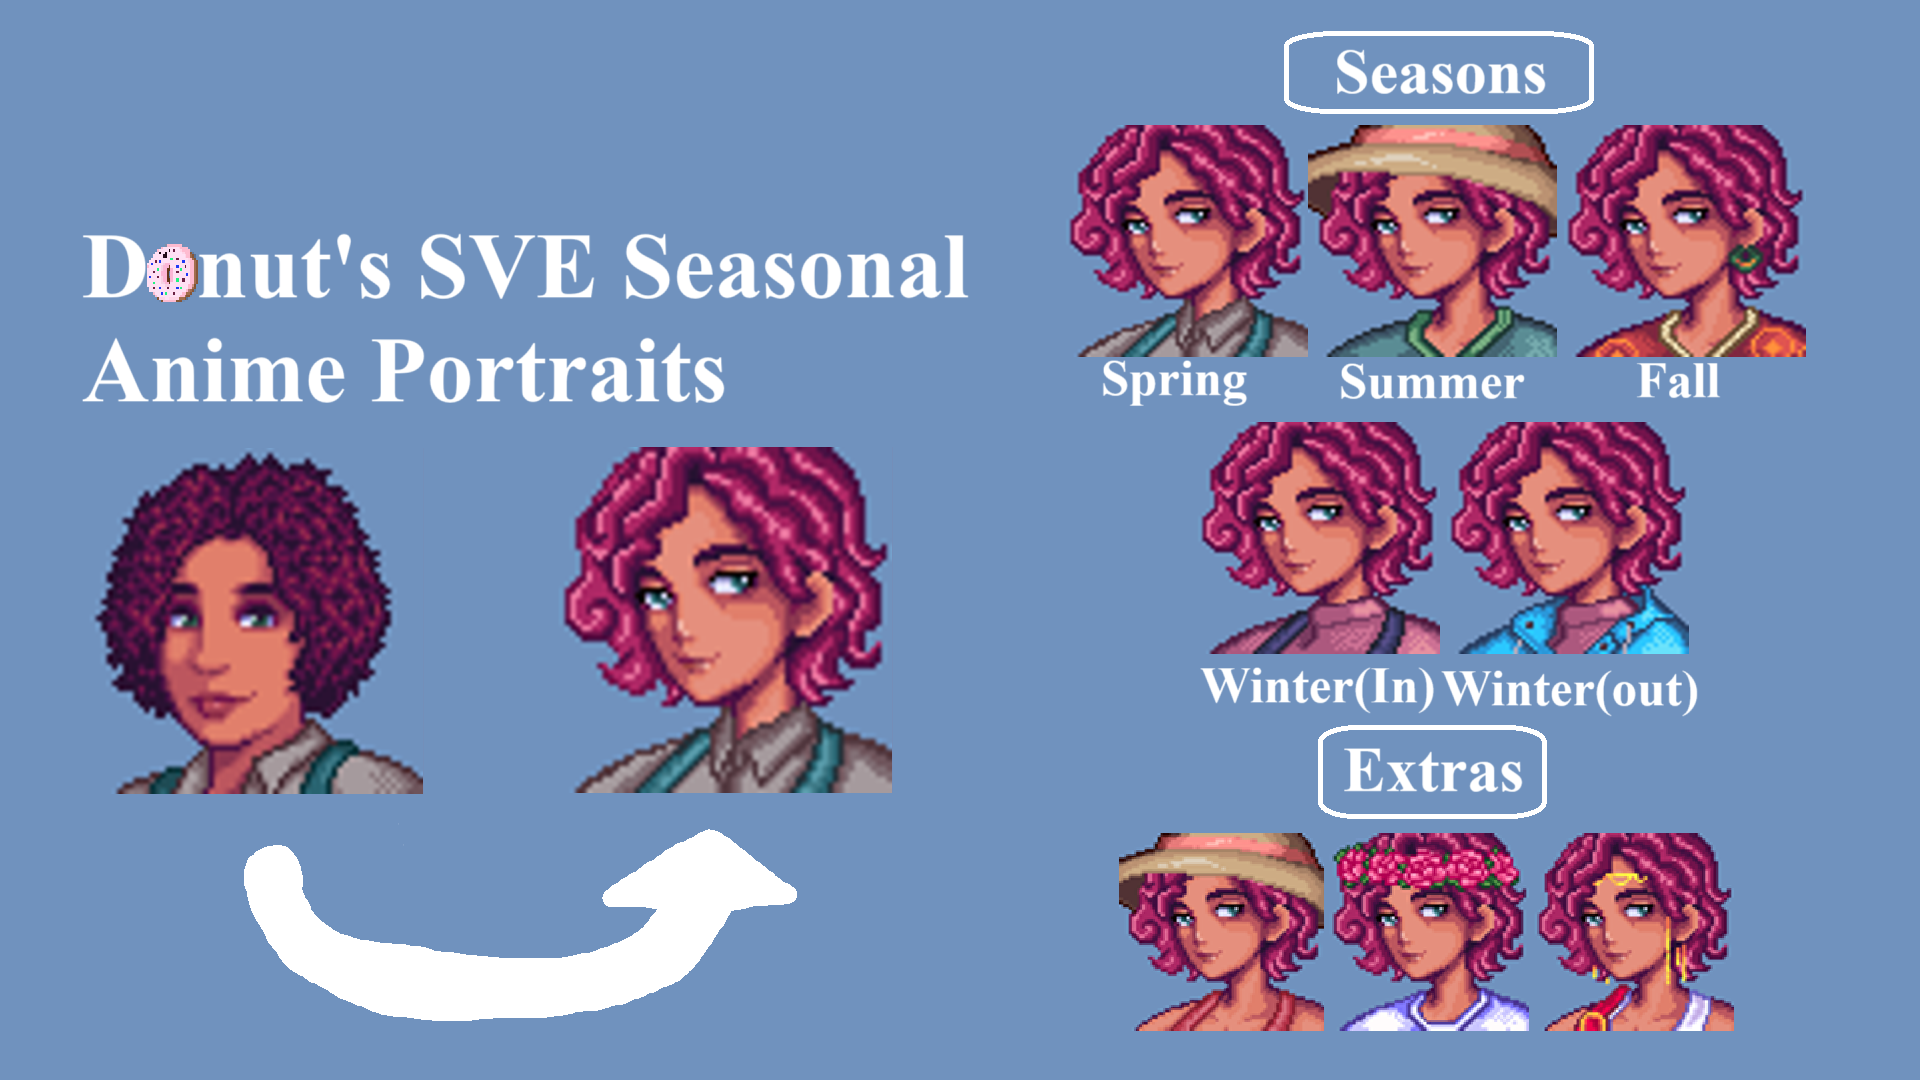 Donut's SVE Seasonal
Anime Portraits
Seasons
Spring
Summer
Fall
Winter(In)
Winter(out)
Extras